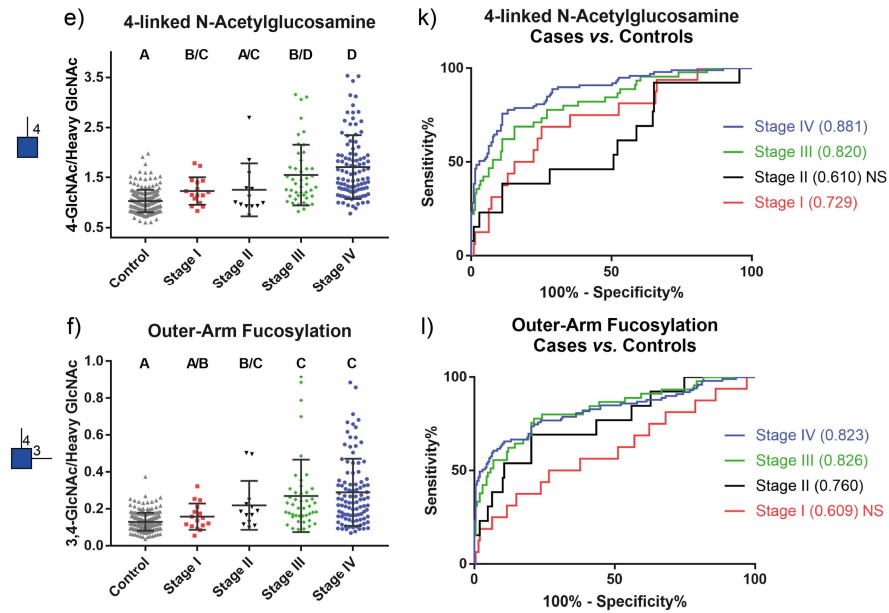 e)
4-linked N-Acetylglucosamine
4-GlcNAc/Heavy GlcNAc
A B/C A/C B/D D
3.5
2.5
1.5
0.5
Control Stage I Stage II Stage III Stage IV
4
k)
4-linked N-Acetylglucosamine
Cases vs. Controls
Sensitivity%
100
50
0
0 50 100
100% - Specificity%
Stage IV (0.881)
Stage III (0.820)
Stage II (0.610) NS
Stage I (0.729)
f)
Outer-Arm Fucosylation
3,4-GlcNAc/Heavy GlcNAc
A A/B B/C C C
1.0
0.8
0.6
0.4
0.2
0.0
Control Stage I Stage II Stage III Stage IV
4
3
l)
Outer-Arm Fucosylation
Cases vs. Controls
Sensitivity%
100
50
0
0 50 100
100% - Specificity%
Stage IV (0.823)
Stage III (0.826)
Stage II (0.760)
Stage I (0.609) NS